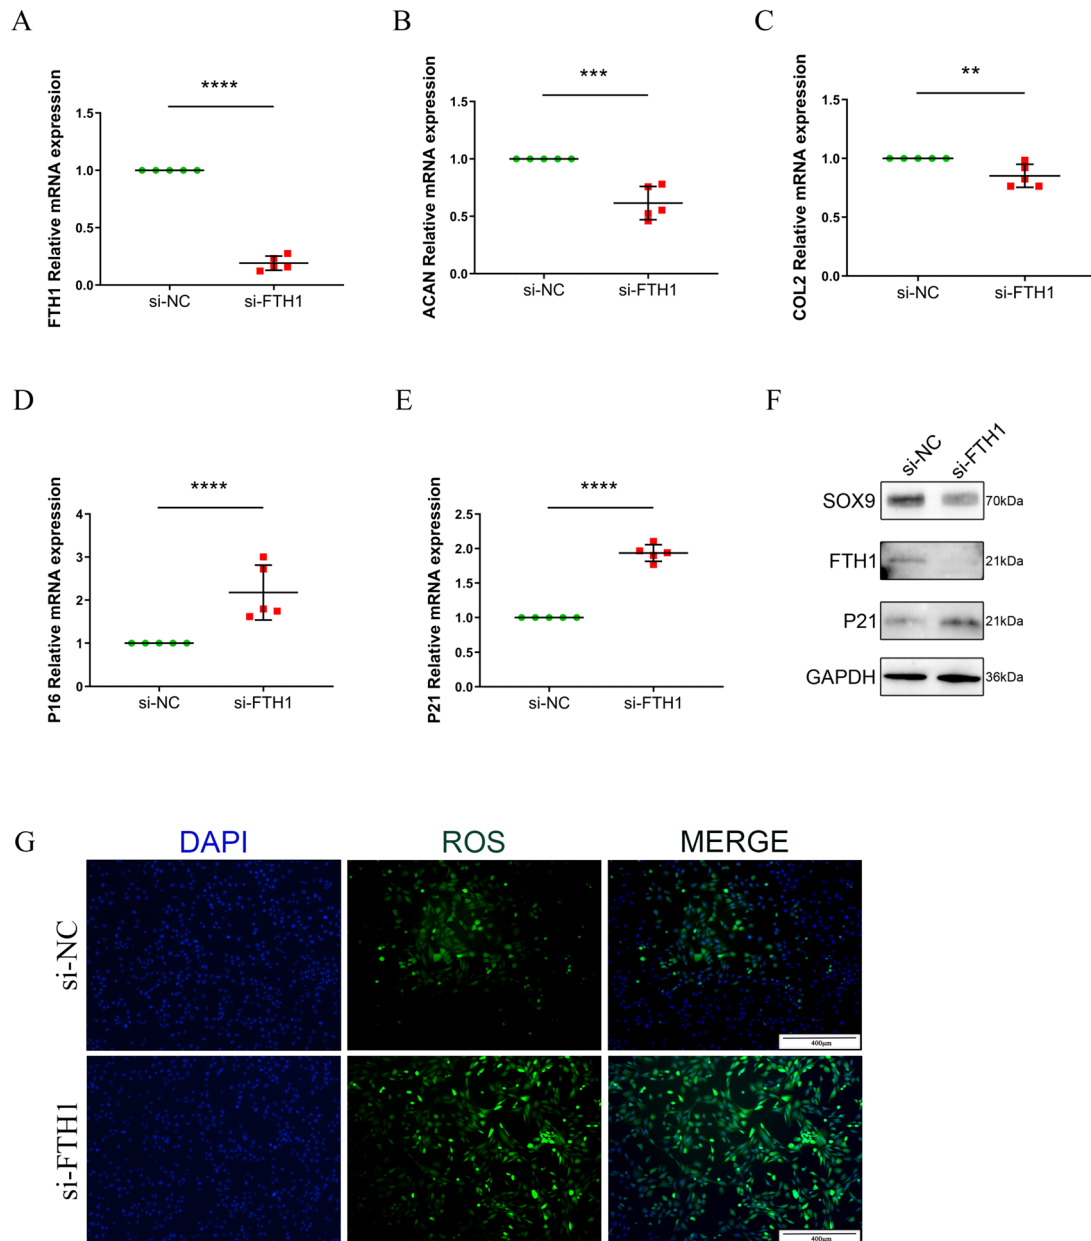 A
FTH1 Relative mRNA expression
****
1.5
1.0
0.5
0.0
si-NC
si-FTH1
B
ACAN Relative mRNA expression
***
1.5
1.0
0.5
0.0
si-NC
si-FTH1
C
COL2 Relative mRNA expression
**
1.5
1.0
0.5
0.0
si-NC
si-FTH1
D
P16 Relative mRNA expression
****
4
3
2
1
0
si-NC
si-FTH1
E
P21 Relative mRNA expression
****
2.5
2.0
1.5
1.0
0.5
0.0
si-NC
si-FTH1
F
si-NC
si-FTH1
SOX9
70kDa
FTH1
21kDa
P21
21kDa
GAPDH
36kDa
G
DAPI
ROS
MERGE
si-NC
400μm
si-FTH1
400μm